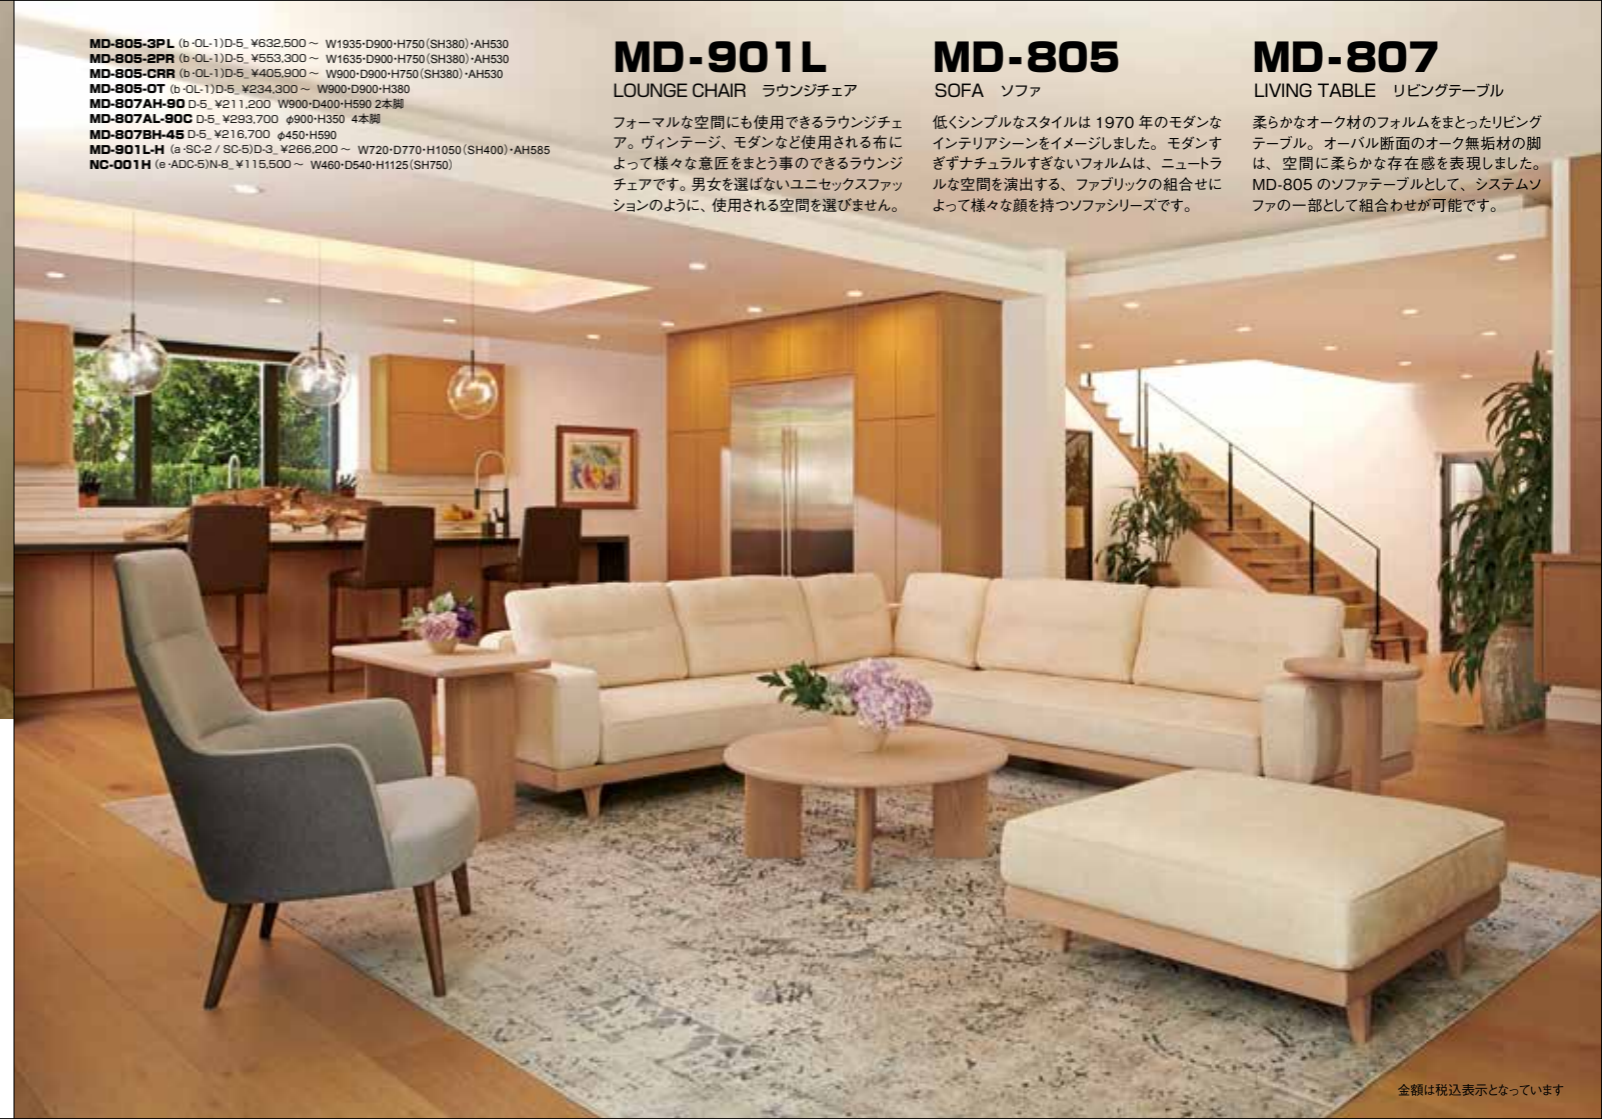 MD-805-3PL (b・OL-1)D-5_ ¥632,500～ W1935・D900・H750(SH380)・AH530
MD-805-2PR (b・OL-1)D-5_ ¥553,300～ W1635・D900・H750(SH380)・AH530
MD-805-CRR (b・OL-1)D-5_ ¥405,900～ W900・D900・H750(SH380)・AH530
MD-805-OT (b・OL-1)D-5_ ¥234,300～ W900・D900・H380
MD-807AH-90 D-5_ ¥211,200 W900・D400・H590 2本脚
MD-807AL-90C D-5_ ¥293,700 φ900・H350 4本脚
MD-807BH-45 D-5_ ¥216,700 φ450・H590
MD-901L-H (a・SC-2 / SC-5)D-3_ ¥266,200～ W720・D770・H1050(SH400)・AH585
NC-001H (e・ADC-5)N-8_ ¥115,500～ W460・D540・H1125(SH750)
MD-901L
LOUNGE CHAIR ラウンジチェア
フォーマルな空間にも使用できるラウンジチェ
ア。ヴィンテージ、モダンなど使用される布に
よって様々な意匠をまとう事のできるラウンジ
チェアです。男女を選ばないユニセックスファッ
ションのように、使用される空間を選びません。
MD-805
SOFA ソファ
低くシンプルなスタイルは 1970 年のモダンな
インテリアシーンをイメージしました。モダンす
ぎずナチュラルすぎないフォルムは、ニュートラ
ルな空間を演出する、ファブリックの組合せに
よって様々な顔を持つソファシリーズです。
MD-807
LIVING TABLE リビングテーブル
柔らかなオーク材のフォルムをまとったリビング
テーブル。オーバル断面のオーク無垢材の脚
は、空間に柔らかな存在感を表現しました。
MD-805 のソファテーブルとして、システムソ
ファの一部として組合わせが可能です。
金額は税込表示となっています